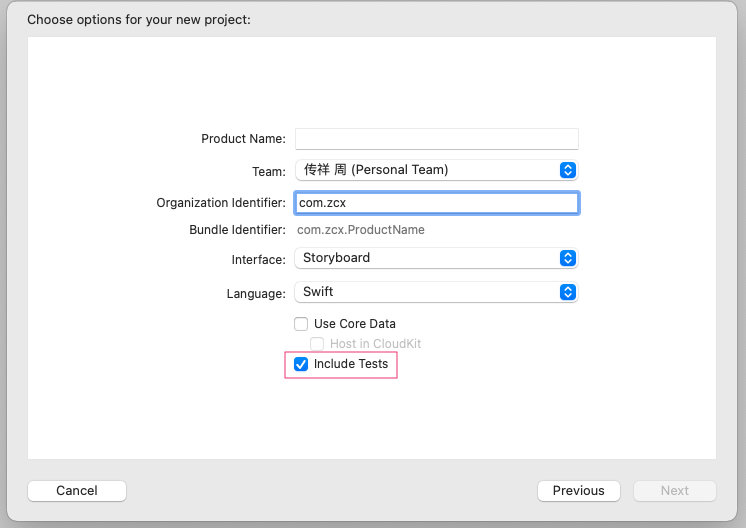 Choose options for your new project:
Product Name:
Team: 传祥 周 (Personal Team)
Organization Identifier: com.zcx
Bundle Identifier: com.zcx.ProductName
Interface: Storyboard
Language: Swift
Use Core Data
Host in CloudKit
Include Tests
Cancel Previous Next